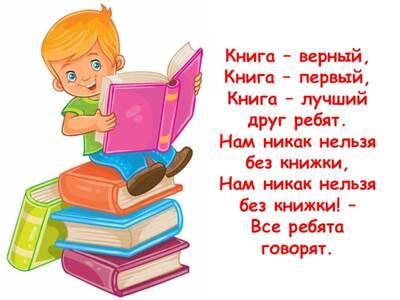 Книга – верный,
Книга – первый,
Книга – лучший
друг ребят.
Нам никак нельзя
без книжки,
Нам никак нельзя
без книжки! –
Все ребята
говорят.